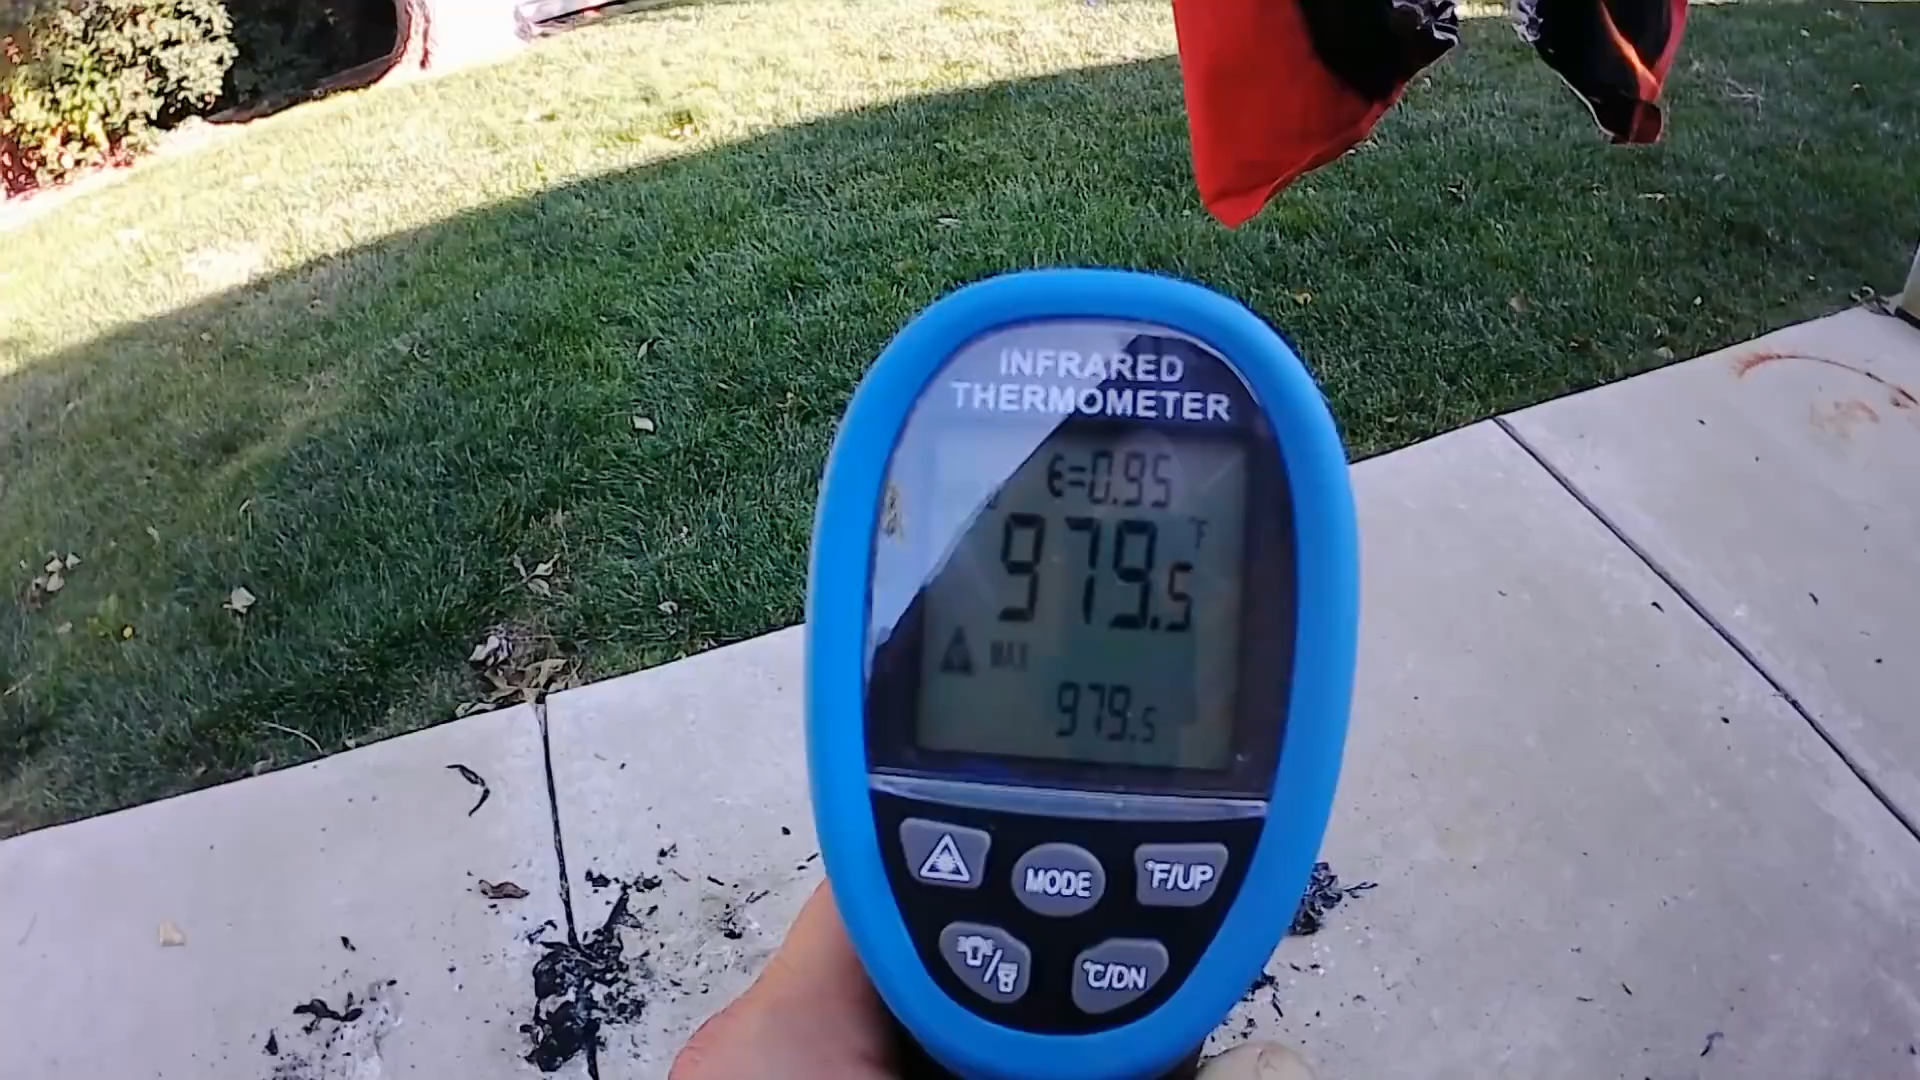 INFRARED
THERMOMETER
ϵ=0.95
979.5 °F
MAX
979.5
MODE
°F/UP
°C/DN